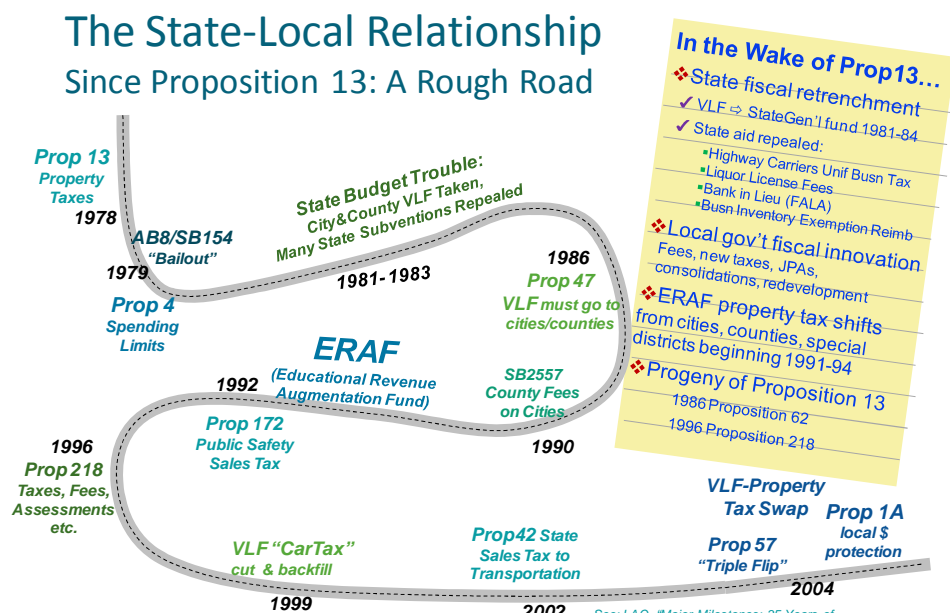 The State-Local Relationship
Since Proposition 13: A Rough Road
In the Wake of Prop13…
❖State fiscal retrenchment
✓ VLF ⇨ StateGen'l fund 1981-84
✓ State aid repealed:
▪Highway Carriers Unif Busn Tax
▪Liquor License Fees
▪Bank in Lieu (FALA)
▪Busn Inventory Exemption Reimb
❖Local gov't fiscal innovation
Fees, new taxes, JPAs,
consolidations, redevelopment
❖ERAF property tax shifts
from cities, counties, special
districts beginning 1991-94
❖Progeny of Proposition 13
1986 Proposition 62
1996 Proposition 218
Prop 13
Property
Taxes
1978
AB8/SB154
"Bailout"
1979
Prop 4
Spending
Limits
State Budget Trouble:
City&County VLF Taken,
Many State Subventions Repealed
1981-1983
1986
Prop 47
VLF must go to
cities/counties
SB2557
County Fees
on Cities
1990
ERAF
(Educational Revenue
Augmentation Fund)
1992
Prop 172
Public Safety
Sales Tax
1996
Prop 218
Taxes, Fees,
Assessments
etc.
VLF "CarTax"
cut & backfill
1999
Prop42 State
Sales Tax to
Transportation
2002
VLF-Property
Tax Swap
Prop 57
"Triple Flip"
Prop 1A
local $
protection
2004
See: LAO, "Major Milestones: 25 Years of